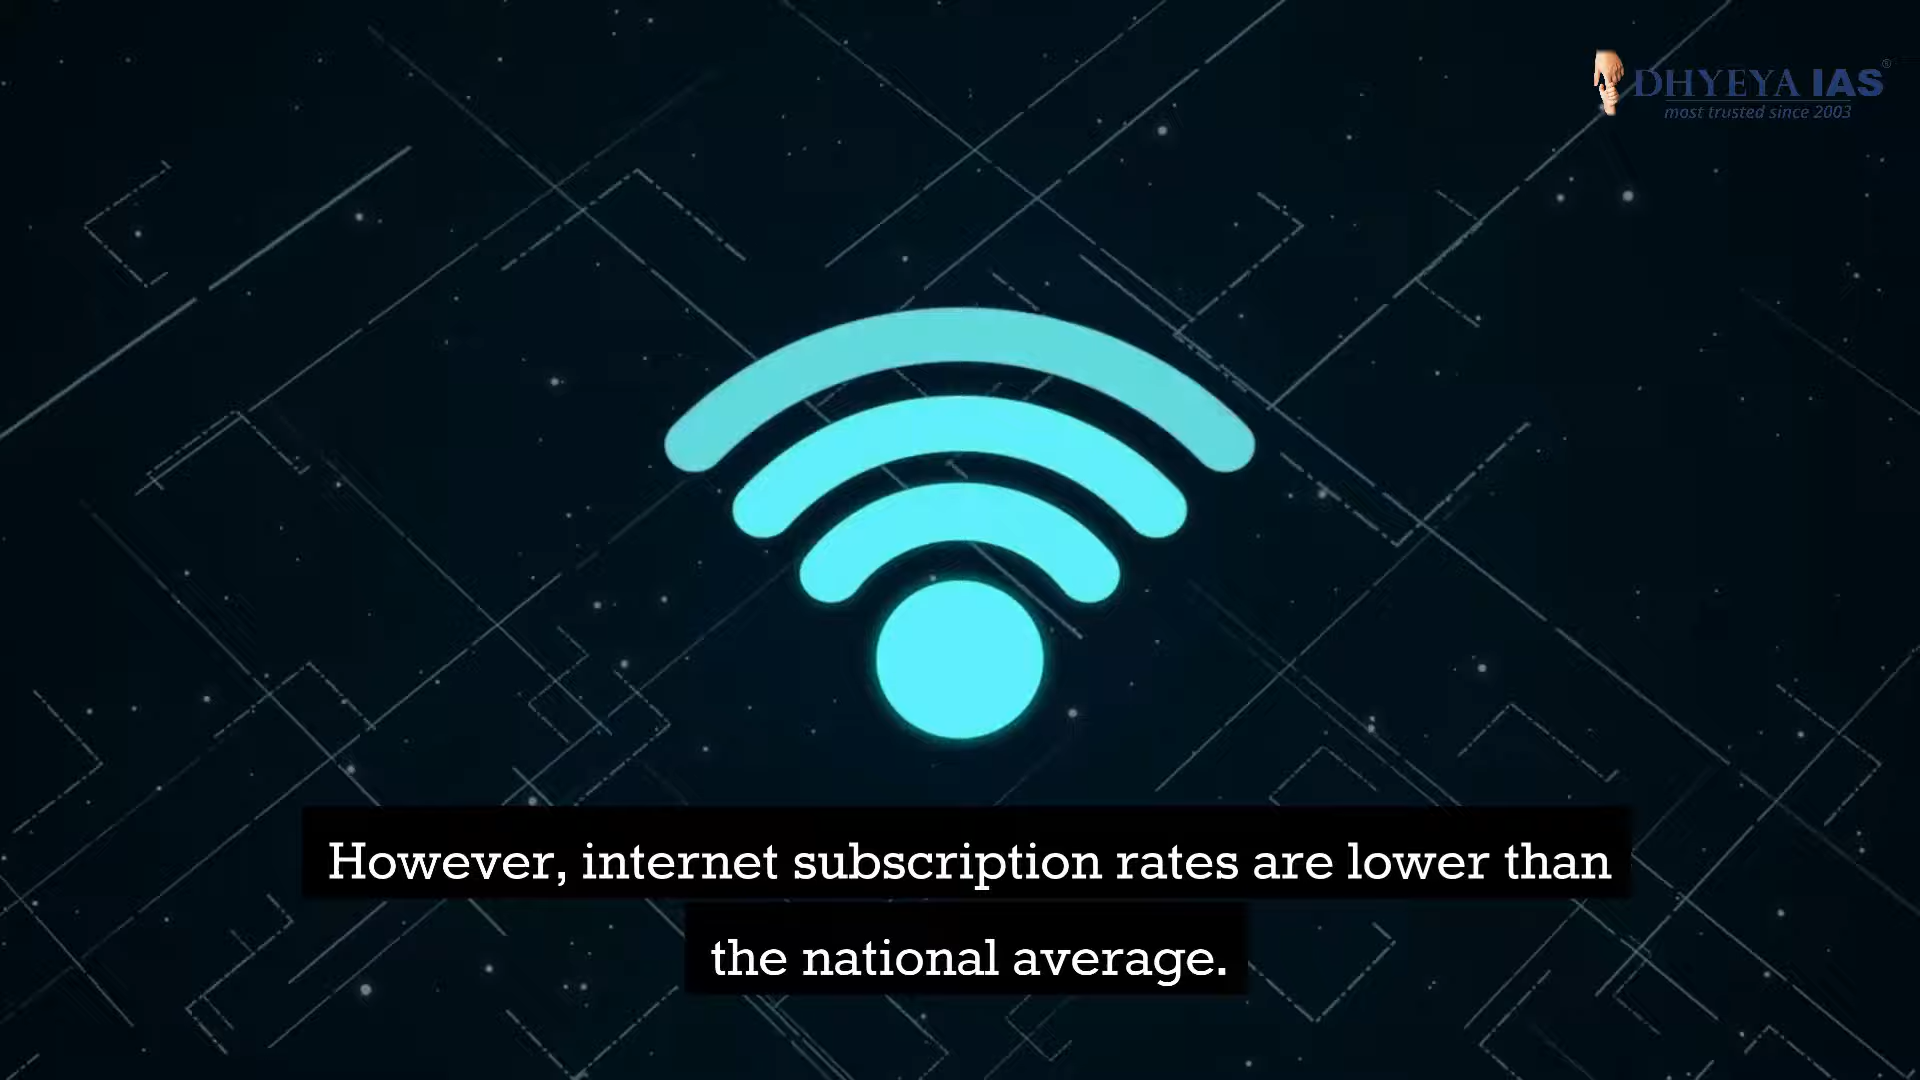 DHYEYA IAS®
most trusted since 2003
However, internet subscription rates are lower than
the national average.